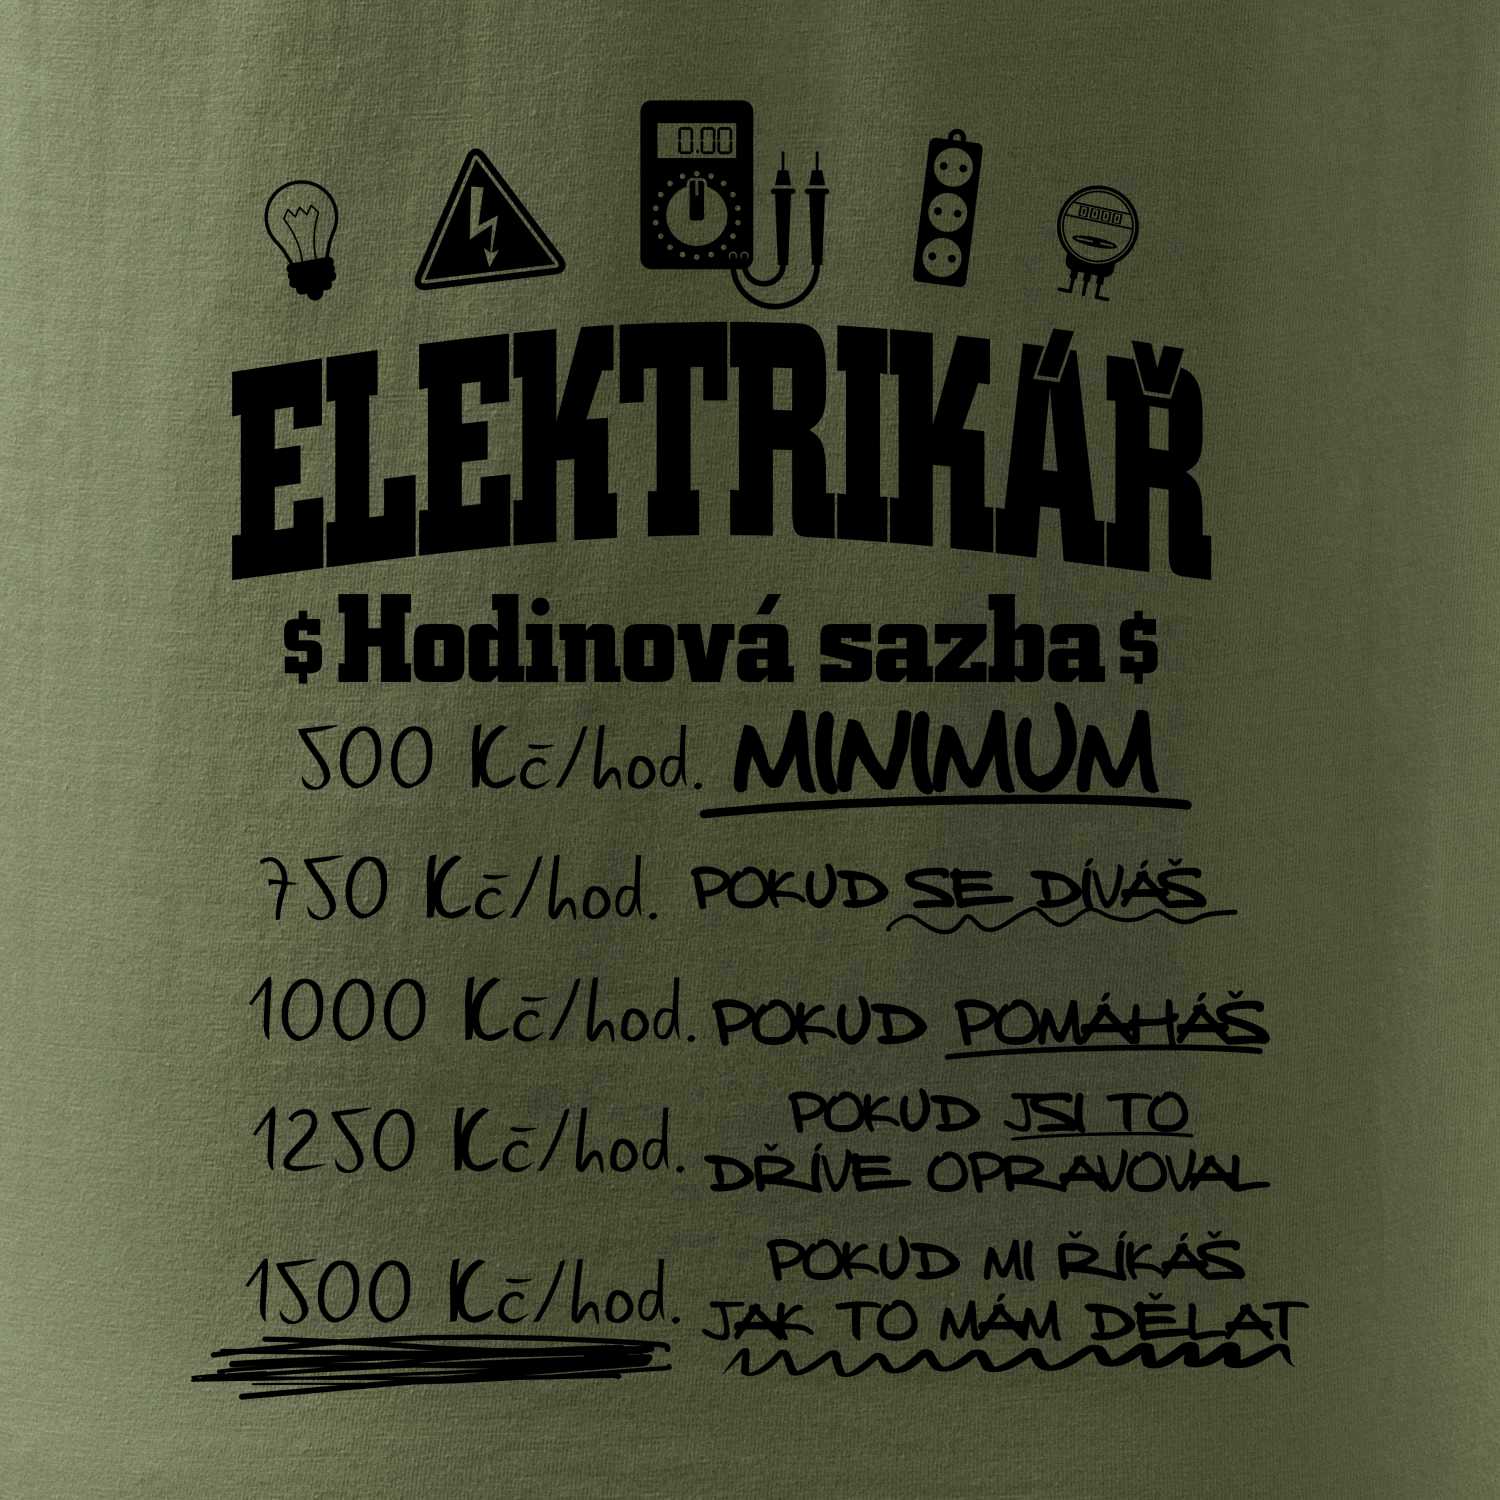 0.00
0000
ELEKTRIKÁŘ
$ Hodinová sazba $
500 Kč/hod. MINIMUM
750 Kč/hod. POKUD SE DÍVÁŠ
1000 Kč/hod. POKUD POMÁHÁŠ
1250 Kč/hod. POKUD JSI TO
DŘÍVE OPRAVOVAL
1500 Kč/hod. POKUD MI ŘÍKÁŠ
JAK TO MÁM DĚLAT